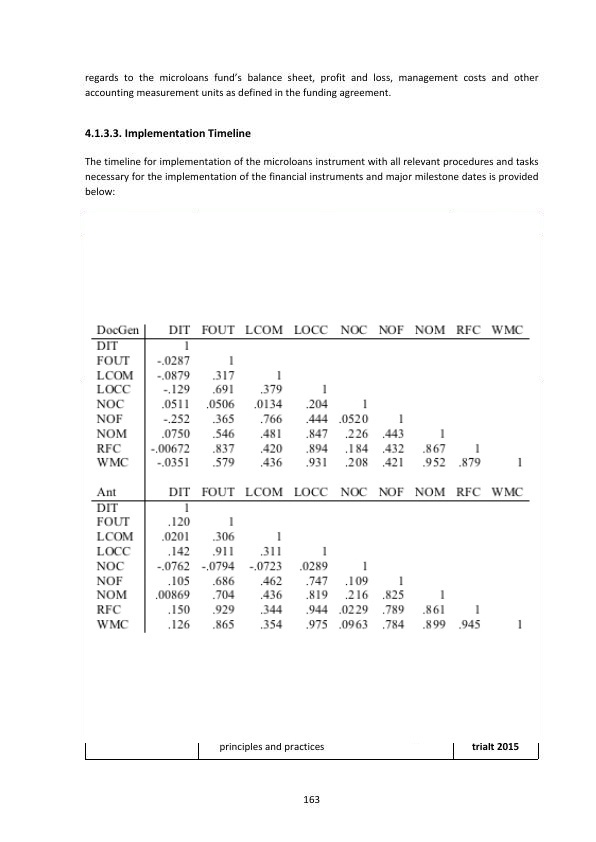 regards to the microloans fund's balance sheet, profit and loss, management costs and other
accounting measurement units as defined in the funding agreement.
4.1.3.3. Implementation Timeline
The timeline for implementation of the microloans instrument with all relevant procedures and tasks
necessary for the implementation of the financial instruments and major milestone dates is provided
below:
DocGen DIT FOUT LCOM LOCC NOC NOF NOM RFC WMC
DIT 1
FOUT -.0287 1
LCOM -.0879 .317 1
LOCC -.129 .691 .379 1
NOC .0511 .0506 .0134 .204 1
NOF -.252 .365 .766 .444 .0520 1
NOM .0750 .546 .481 .847 .226 .443 1
RFC -.00672 .837 .420 .894 .184 .432 .867 1
WMC -.0351 .579 .436 .931 .208 .421 .952 .879 1
Ant DIT FOUT LCOM LOCC NOC NOF NOM RFC WMC
DIT 1
FOUT .120 1
LCOM .0201 .306 1
LOCC .142 .911 .311 1
NOC -.0762 -.0794 -.0723 .0289 1
NOF .105 .686 .462 .747 .109 1
NOM .00869 .704 .436 .819 .216 .825 1
RFC .150 .929 .344 .944 .0229 .789 .861 1
WMC .126 .865 .354 .975 .0963 .784 .899 .945 1
principles and practices trialt 2015
163